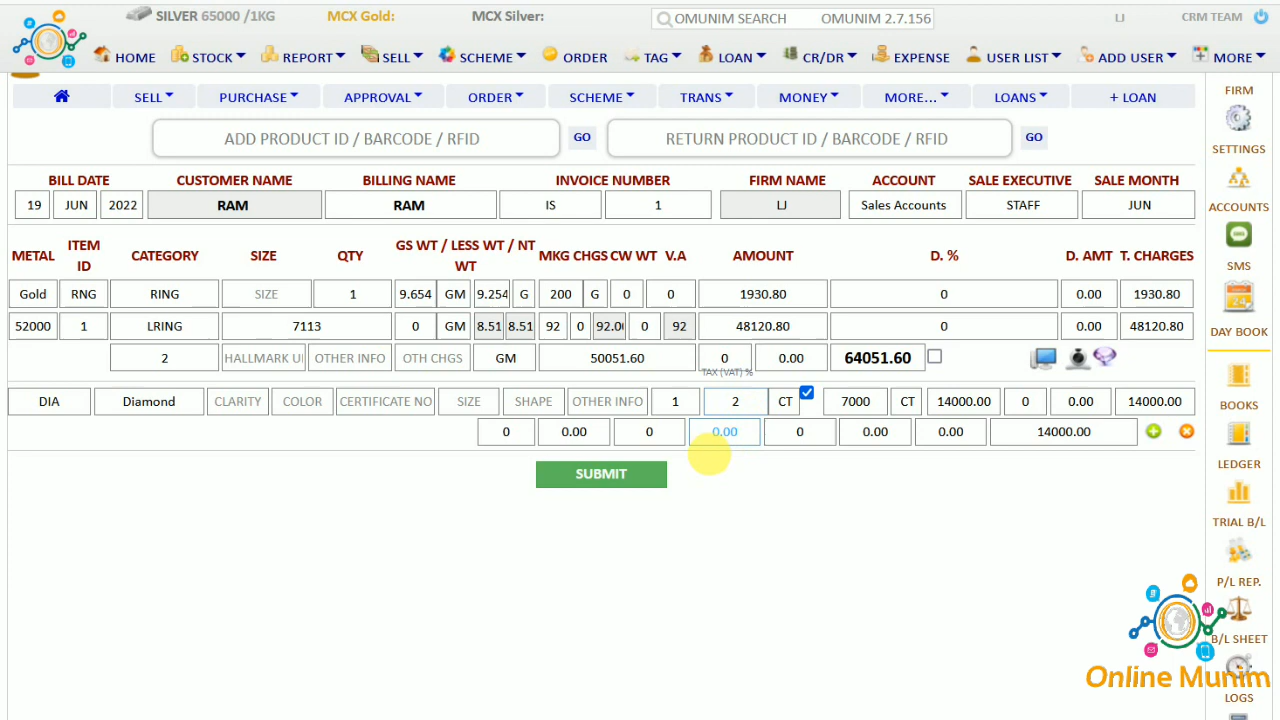 SILVER 65000 /1KG MCX Gold: MCX Silver: OMUNIM SEARCH OMUNIM 2.7.156 LJ CRM TEAM
HOME STOCK REPORT SELL SCHEME ORDER TAG LOAN CR/DR EXPENSE USER LIST ADD USER MORE
SELL PURCHASE APPROVAL ORDER SCHEME TRANS MONEY MORE... LOANS + LOAN
ADD PRODUCT ID / BARCODE / RFID GO RETURN PRODUCT ID / BARCODE / RFID GO
BILL DATE CUSTOMER NAME BILLING NAME INVOICE NUMBER FIRM NAME ACCOUNT SALE EXECUTIVE SALE MONTH
19 JUN 2022 RAM RAM IS 1 LJ Sales Accounts STAFF JUN
METAL ITEM ID CATEGORY SIZE QTY GS WT / LESS WT / NT WT MKG CHGS CW WT V.A AMOUNT D. % D. AMT T. CHARGES
Gold RNG RING SIZE 1 9.654 GM 9.254 G 200 G 0 0 1930.80 0 0.00 1930.80
52000 1 LRING 7113 0 GM 8.51 8.51 92 0 92.0 0 92 48120.80 0 0.00 48120.80
2 HALLMARK UI OTHER INFO OTH CHGS GM 50051.60 0 0.00 64051.60
TAX (VAT) %
DIA Diamond CLARITY COLOR CERTIFICATE NO SIZE SHAPE OTHER INFO 1 2 CT 7000 CT 14000.00 0 0.00 14000.00
0 0.00 0 0.00 0 0.00 0.00 14000.00
SUBMIT
FIRM
SETTINGS
ACCOUNTS
SMS
DAY BOOK
BOOKS
LEDGER
TRIAL B/L
P/L REP.
B/L SHEET
LOGS
Online Munim